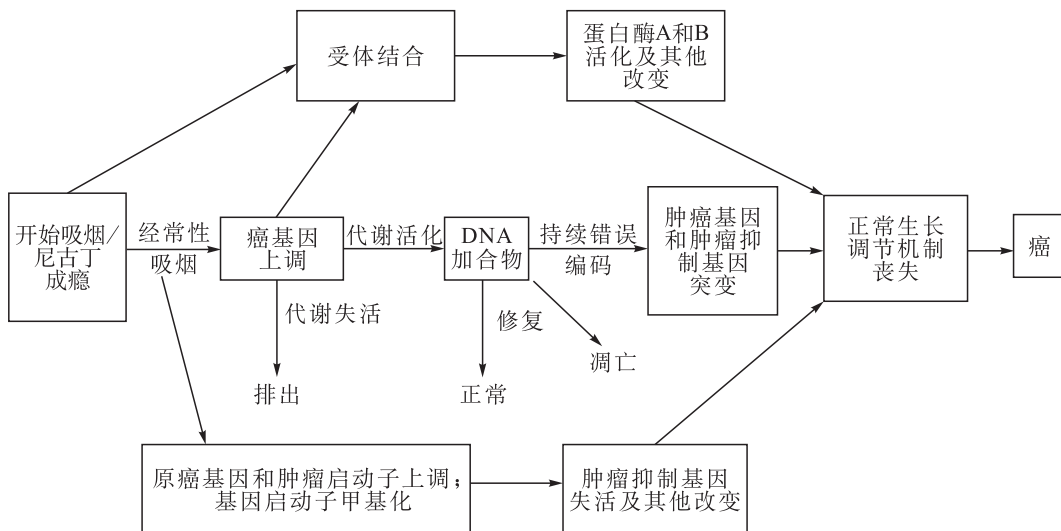 受体结合
蛋白酶A和B
活化及其他
改变
开始吸烟/
尼古丁
成瘾
经常性
吸烟
癌基因
上调
代谢活化
DNA
加合物
持续错误
编码
肿癌基因
和肿瘤抑
制基因
突变
正常生长
调节机制
丧失
癌
代谢失活
修复
凋亡
排出
正常
原癌基因和肿瘤启动子上调；
基因启动子甲基化
肿瘤抑制基因
失活及其他改变